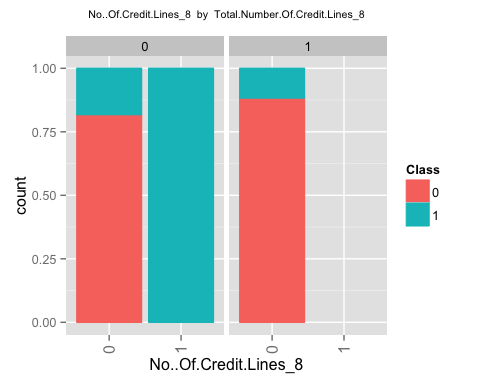 No..Of.Credit.Lines_8 by Total.Number.Of.Credit.Lines_8
0 1
1.00
0.75
0.50
0.25
0.00
count
0 1 0 1
No..Of.Credit.Lines_8
Class
0
1